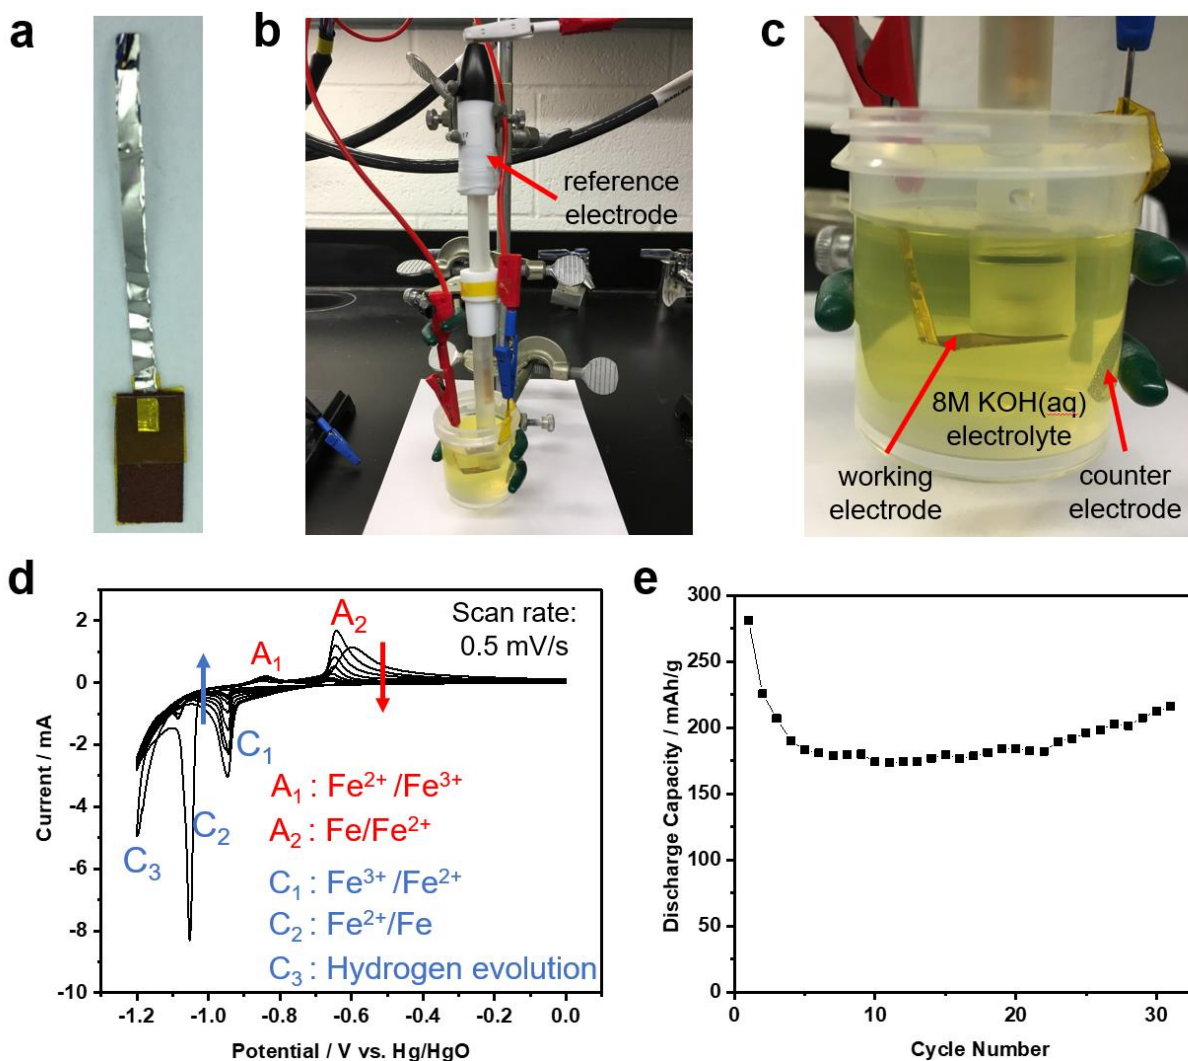 a
b
reference
electrode
c
8M KOH(aq)
electrolyte
working
electrode
counter
electrode
d
Scan rate:
0.5 mV/s
A₁
A₂
C₁
C₂
C₃
A₁ : Fe²⁺/Fe³⁺
A₂ : Fe/Fe²⁺
C₁ : Fe³⁺/Fe²⁺
C₂ : Fe²⁺/Fe
C₃ : Hydrogen evolution
Current / mA
2
0
-2
-4
-6
-8
-10
-1.2 -1.0 -0.8 -0.6 -0.4 -0.2 0.0
Potential / V vs. Hg/HgO
e
Discharge Capacity / mAh/g
300
250
200
150
100
50
0
0 10 20 30
Cycle Number